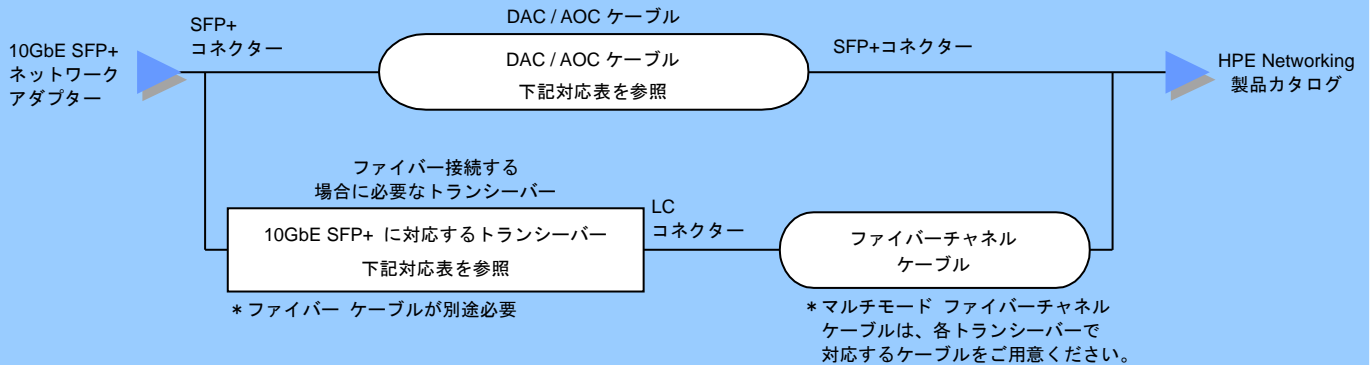 10GbE SFP+
ネットワーク
アダプター
SFP+
コネクター
DAC / AOC ケーブル
DAC / AOC ケーブル
下記対応表を参照
SFP+コネクター
HPE Networking
製品カタログ
ファイバー接続する
場合に必要なトランシーバー
10GbE SFP+ に対応するトランシーバー
下記対応表を参照
＊ファイバー ケーブルが別途必要
LC
コネクター
ファイバーチャネル
ケーブル
＊マルチモード ファイバーチャネル
ケーブルは、各トランシーバーで
対応するケーブルをご用意ください。